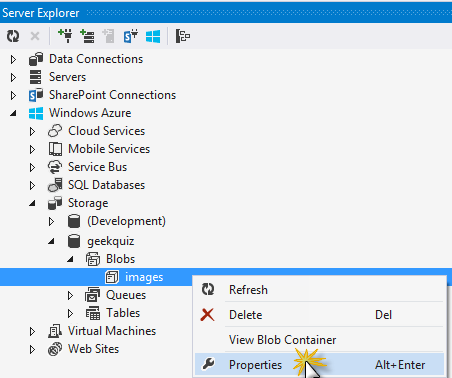 Server Explorer
Data Connections
Servers
SharePoint Connections
Windows Azure
Cloud Services
Mobile Services
Service Bus
SQL Databases
Storage
(Development)
geekquiz
Blobs
images
Queues
Tables
Virtual Machines
Web Sites
Refresh
Delete Del
View Blob Container
Properties Alt+Enter